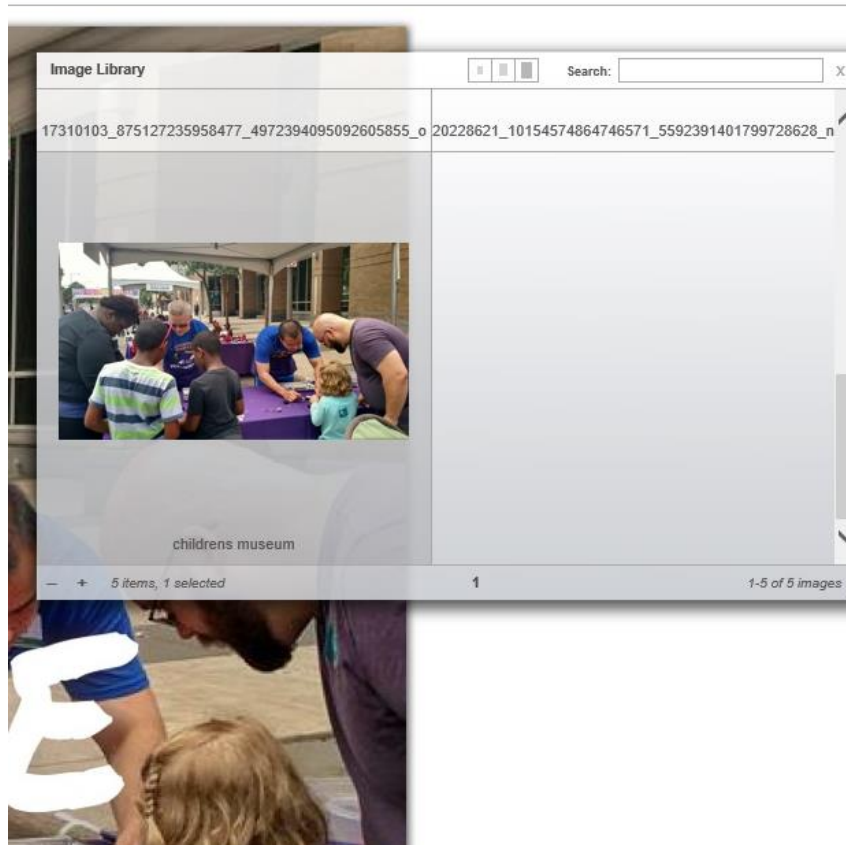 Image Library
Search:
X
17310103_875127235958477_4972394095092605855_o
20228621_10154574864746571_5592391401799728628_n
childrens museum
– + 5 items, 1 selected
1
1-5 of 5 images
E